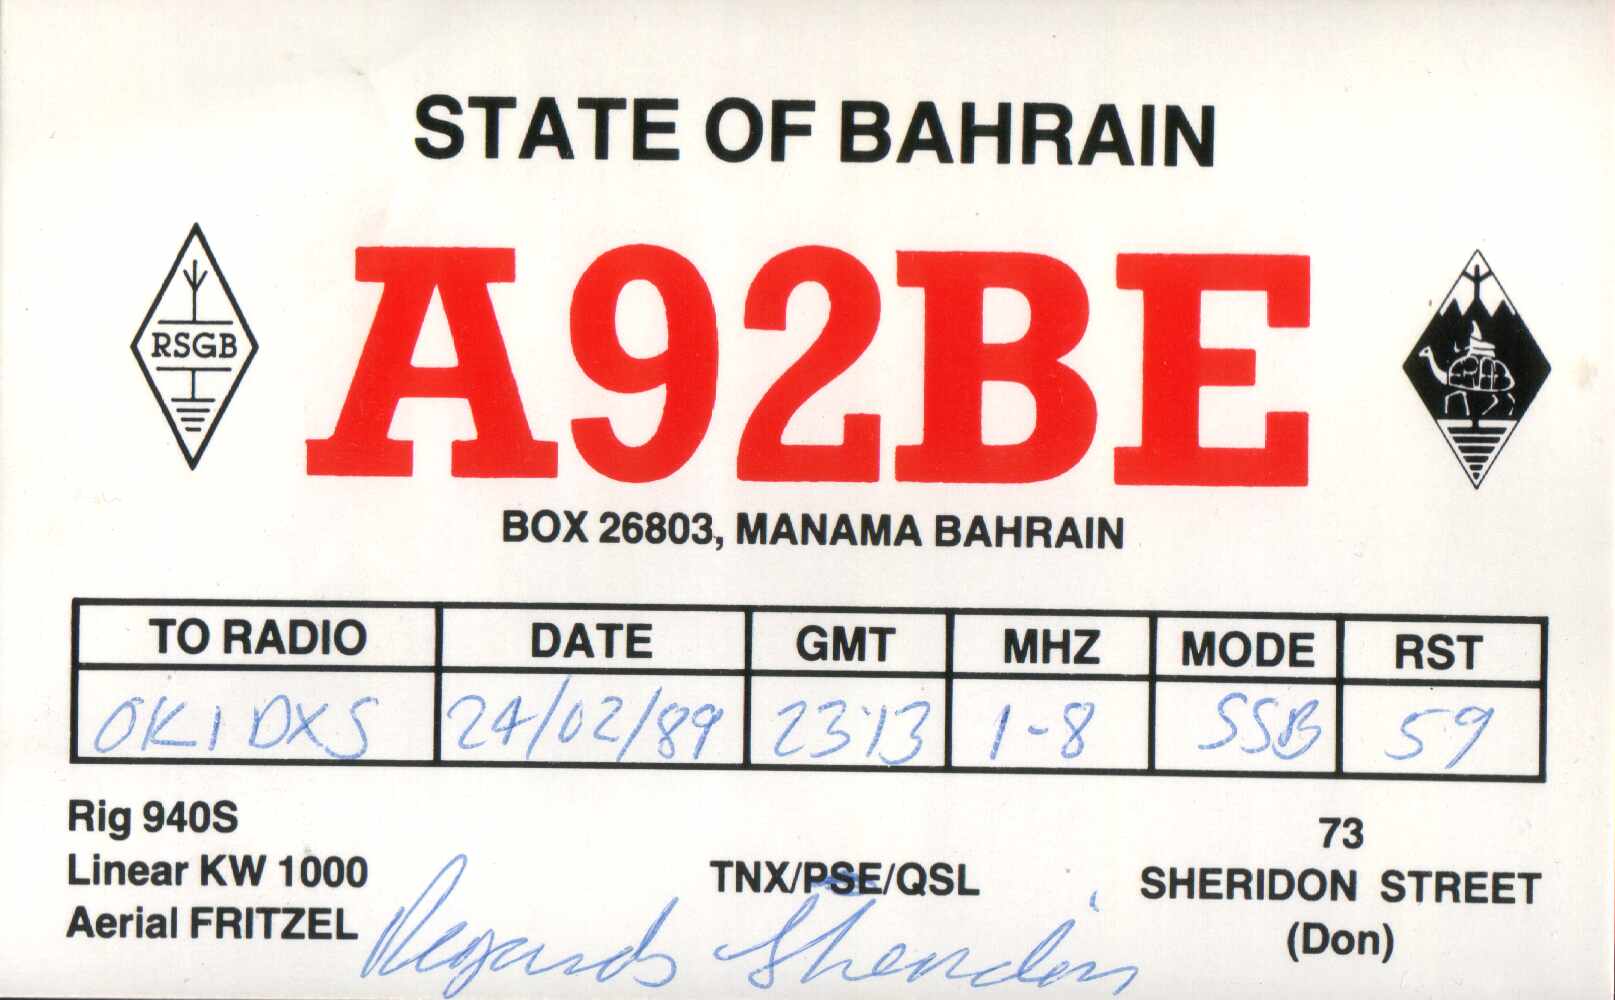 STATE OF BAHRAIN
RSGB
A92BE
BOX 26803, MANAMA BAHRAIN
TO RADIO DATE GMT MHZ MODE RST
OK1DXS 24/02/89 23:13 1-8 SSB 59
Rig 940S
Linear KW 1000
Aerial FRITZEL
TNX/PSE/QSL
73
SHERIDON STREET
(Don)
Regards Sheridon